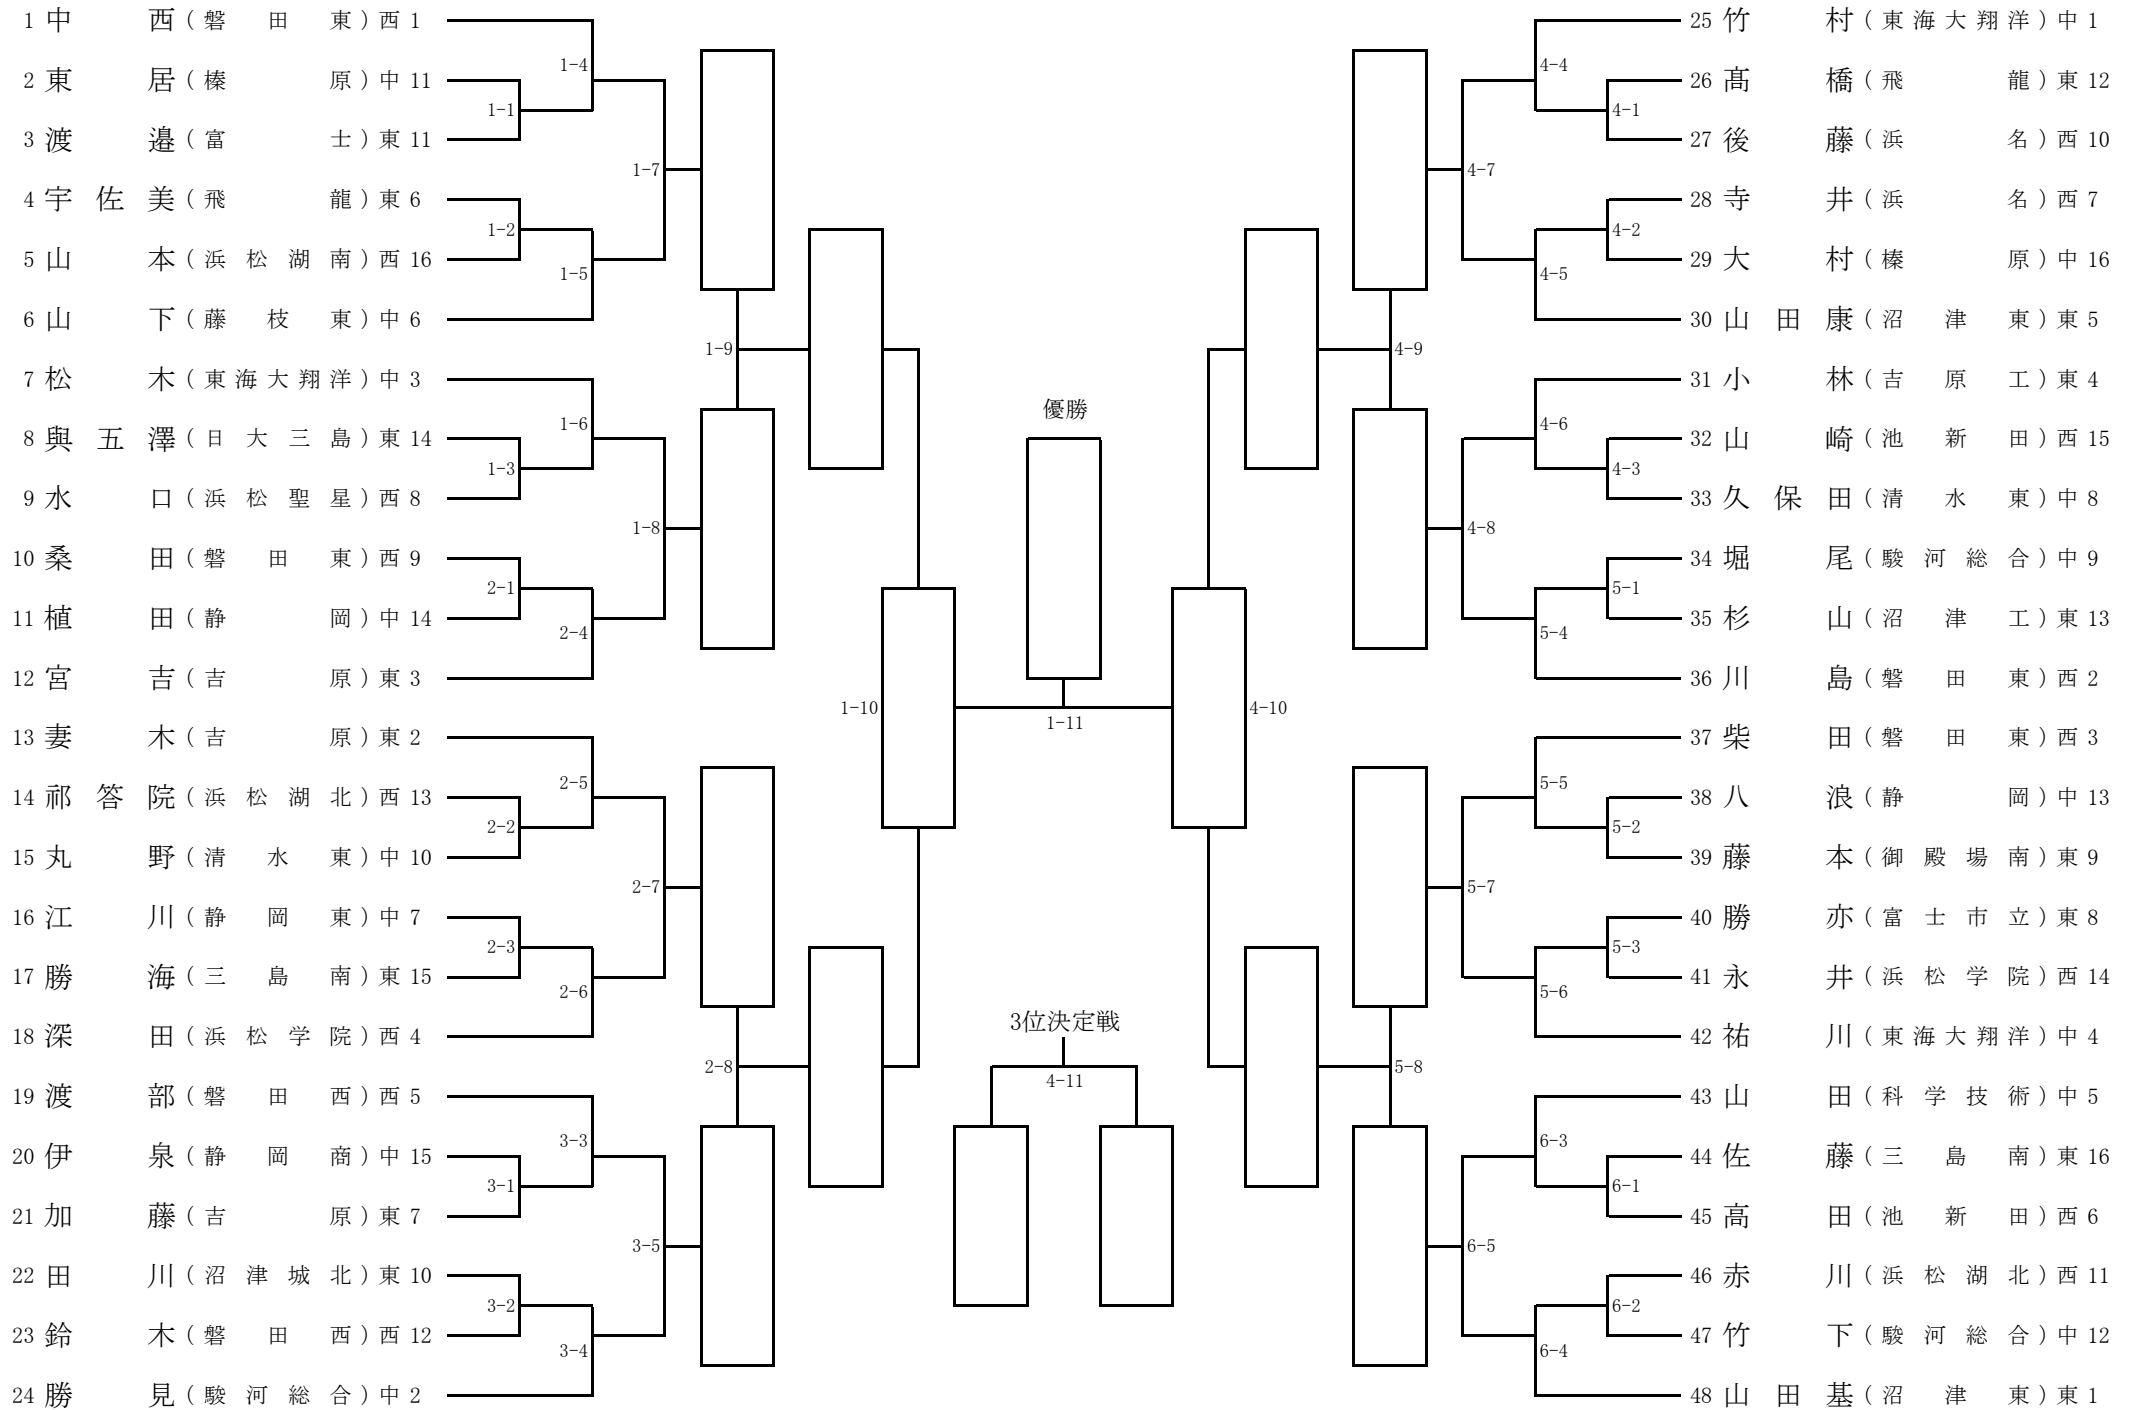 1 中西(磐田東)西 1
2 東居(榛原)中 11
3 渡邉(富士)東 11
4 宇佐美(飛龍)東 6
5 山本(浜松湖南)西 16
6 山下(藤枝東)中 6
7 松木(東海大翔洋)中 3
8 與五澤(日大三島)東 14
9 水口(浜松聖星)西 8
10 桑田(磐田東)西 9
11 植田(静岡)中 14
12 宮吉(吉原)東 3
13 妻木(吉原)東 2
14 祁答院(浜松湖北)西 13
15 丸野(清水東)中 10
16 江川(静岡東)中 7
17 勝海(三島南)東 15
18 深田(浜松学院)西 4
19 渡部(磐田西)西 5
20 伊泉(静岡商)中 15
21 加藤(吉原)東 7
22 田川(沼津城北)東 10
23 鈴木(磐田西)西 12
24 勝見(駿河総合)中 2
1-4
1-1
1-7
1-2
1-5
1-9
1-6
1-3
1-8
2-1
2-4
1-10
2-5
2-2
2-7
2-3
2-6
2-8
3-3
3-1
3-5
3-2
3-4
優勝
1-11
3位決定戦
4-11
4-4
4-1
4-7
4-2
4-5
4-9
4-6
4-3
4-8
5-1
5-4
4-10
5-5
5-2
5-7
5-3
5-6
5-8
6-3
6-1
6-5
6-2
6-4
25 竹村(東海大翔洋)中 1
26 髙橋(飛龍)東 12
27 後藤(浜名)西 10
28 寺井(浜名)西 7
29 大村(榛原)中 16
30 山田康(沼津東)東 5
31 小林(吉原工)東 4
32 山崎(池新田)西 15
33 久保田(清水東)中 8
34 堀尾(駿河総合)中 9
35 杉山(沼津工)東 13
36 川島(磐田東)西 2
37 柴田(磐田東)西 3
38 八浪(静岡)中 13
39 藤本(御殿場南)東 9
40 勝亦(富士市立)東 8
41 永井(浜松学院)西 14
42 祐川(東海大翔洋)中 4
43 山田(科学技術)中 5
44 佐藤(三島南)東 16
45 高田(池新田)西 6
46 赤川(浜松湖北)西 11
47 竹下(駿河総合)中 12
48 山田基(沼津東)東 1